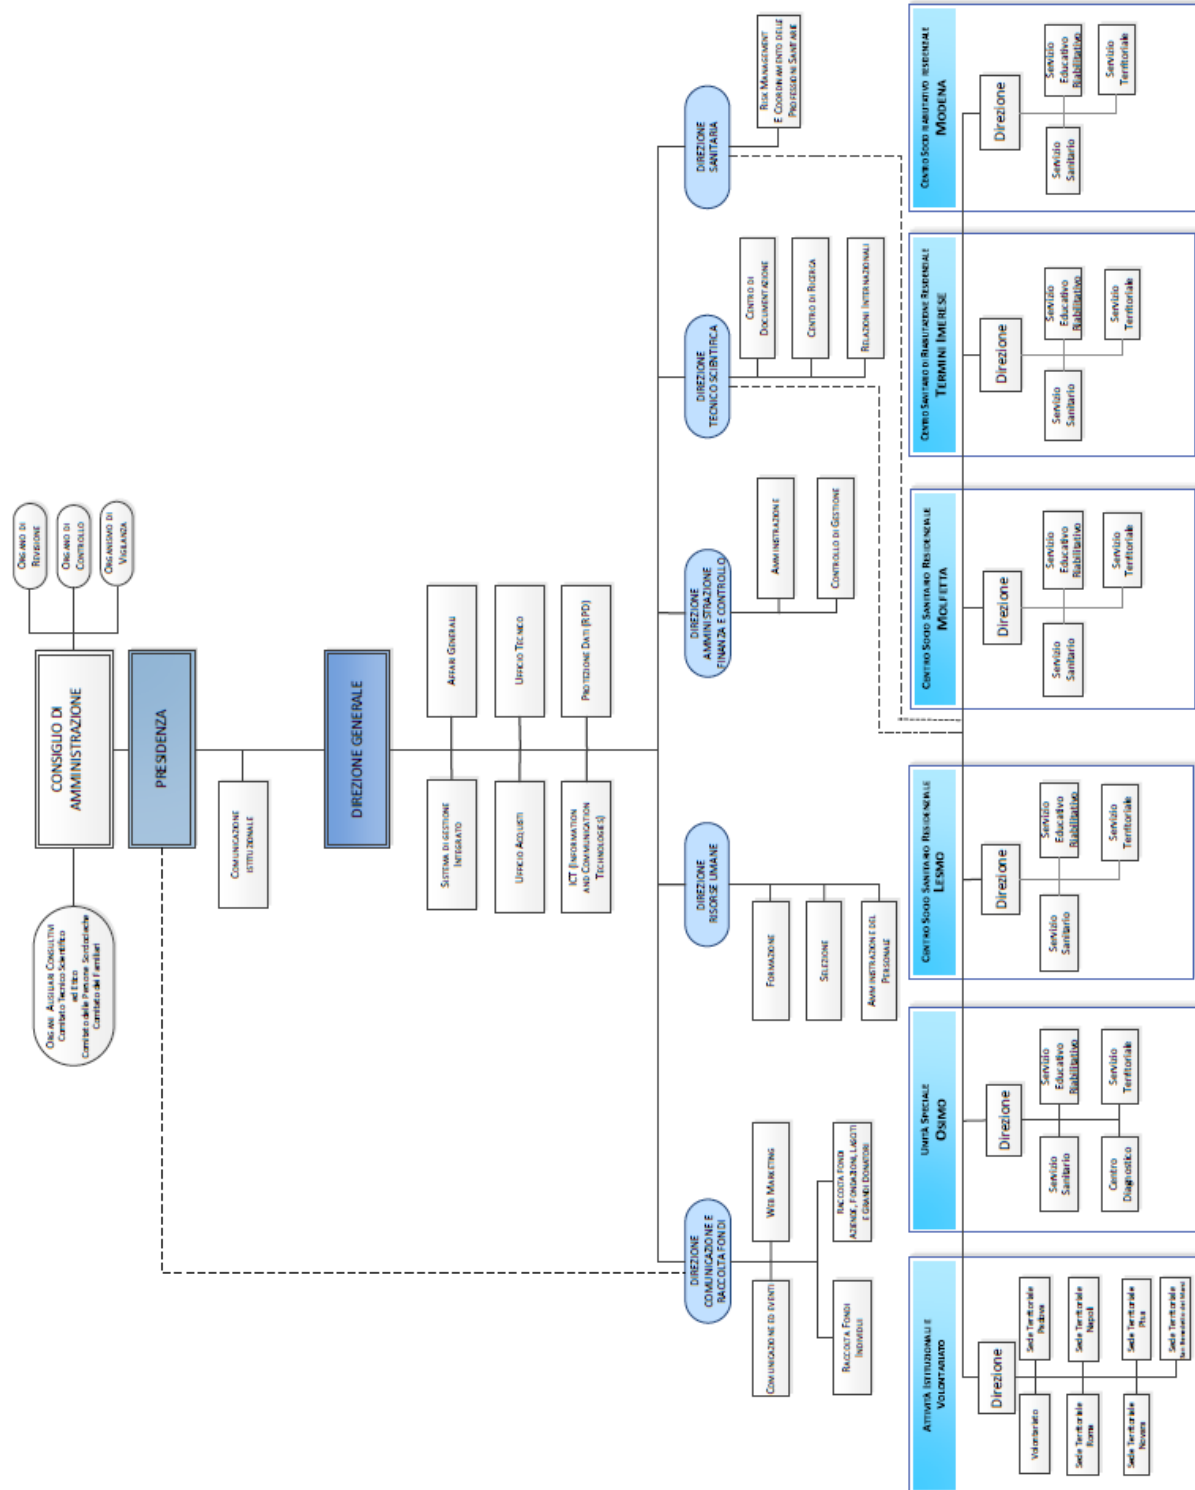 ORGANO DI
REVISIONE
ORGANO DI
CONTROLLO
ORGANISMO DI
VIGILANZA
CONSIGLIO DI
AMMINISTRAZIONE
ORGANI AUSILIARI CONSULTIVI
Comitato Tecnico Scientifico
ed Etico
Comitato delle Persone Sordocieche
Comitato dei Familiari
PRESIDENZA
COMUNICAZIONE
ISTITUZIONALE
DIREZIONE GENERALE
SISTEMA DI GESTIONE
INTEGRATO
AFFARI GENERALI
UFFICIO ACQUISTI
UFFICIO TECNICO
ICT (INFORMATION
AND COMMUNICATION
TECHNOLOGIES)
PROTEZIONE DATI (RPD)
DIREZIONE
COMUNICAZIONE E
RACCOLTA FONDI
COMUNICAZIONE ED EVENTI
WEB MARKETING
RACCOLTA FONDI
INDIVIDUI
RACCOLTA FONDI
AZIENDE, FONDAZIONI, LASCITI
E GRANDI DONATORI
DIREZIONE
RISORSE UMANE
FORMAZIONE
SELEZIONE
AMMINISTRAZIONE DEL
PERSONALE
DIREZIONE
AMMINISTRAZIONE
FINANZA E CONTROLLO
AMMINISTRAZIONE
CONTROLLO DI GESTIONE
DIREZIONE
TECNICO SCIENTIFICA
CENTRO DI
DOCUMENTAZIONE
CENTRO DI RICERCA
RELAZIONI INTERNAZIONALI
DIREZIONE
SANITARIA
RISK MANAGEMENT
E COORDINAMENTO DELLE
PROFESSIONI SANITARIE
ATTIVITÀ ISTITUZIONALI E
VOLONTARIATO
Direzione
Volontariato
Sede Territoriale
Padova
Sede Territoriale
Roma
Sede Territoriale
Napoli
Sede Territoriale
Novara
Sede Territoriale
Pisa
Sede Territoriale
San Benedetto dei Marsi
UNITÀ SPECIALE
OSIMO
Direzione
Servizio
Sanitario
Servizio
Educativo
Riabilitativo
Centro
Diagnostico
Servizio
Territoriale
CENTRO SOCIO SANITARIO RESIDENZIALE
LESMO
Direzione
Servizio
Sanitario
Servizio
Educativo
Riabilitativo
Servizio
Territoriale
CENTRO SOCIO SANITARIO RESIDENZIALE
MOLFETTA
Direzione
Servizio
Sanitario
Servizio
Educativo
Riabilitativo
Servizio
Territoriale
CENTRO SANITARIO DI RIABILITAZIONE RESIDENZIALE
TERMINI IMERESE
Direzione
Servizio
Sanitario
Servizio
Educativo
Riabilitativo
Servizio
Territoriale
CENTRO SOCIO RIABILITATIVO RESIDENZIALE
MODENA
Direzione
Servizio
Sanitario
Servizio
Educativo
Riabilitativo
Servizio
Territoriale